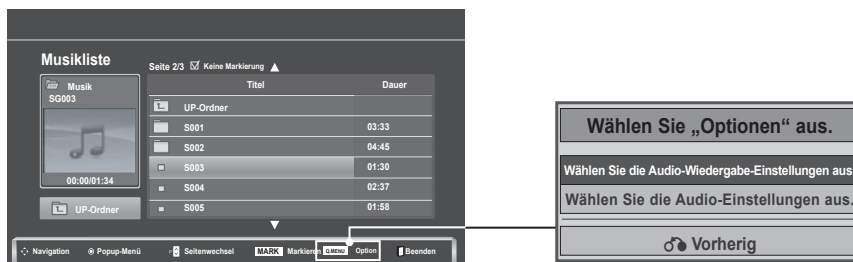 Musikliste
Seite 2/3 Keine Markierung
Musik
SG003
00:00/01:34
UP-Ordner
Titel Dauer
UP-Ordner
S001 03:33
S002 04:45
S003 01:30
S004 02:37
S005 01:58
Navigation Popup-Menü P Seitenwechsel MARK Markieren Q.MENU Option Beenden
Wählen Sie „Optionen“ aus.
Wählen Sie die Audio-Wiedergabe-Einstellungen aus
Wählen Sie die Audio-Einstellungen aus.
Vorherig